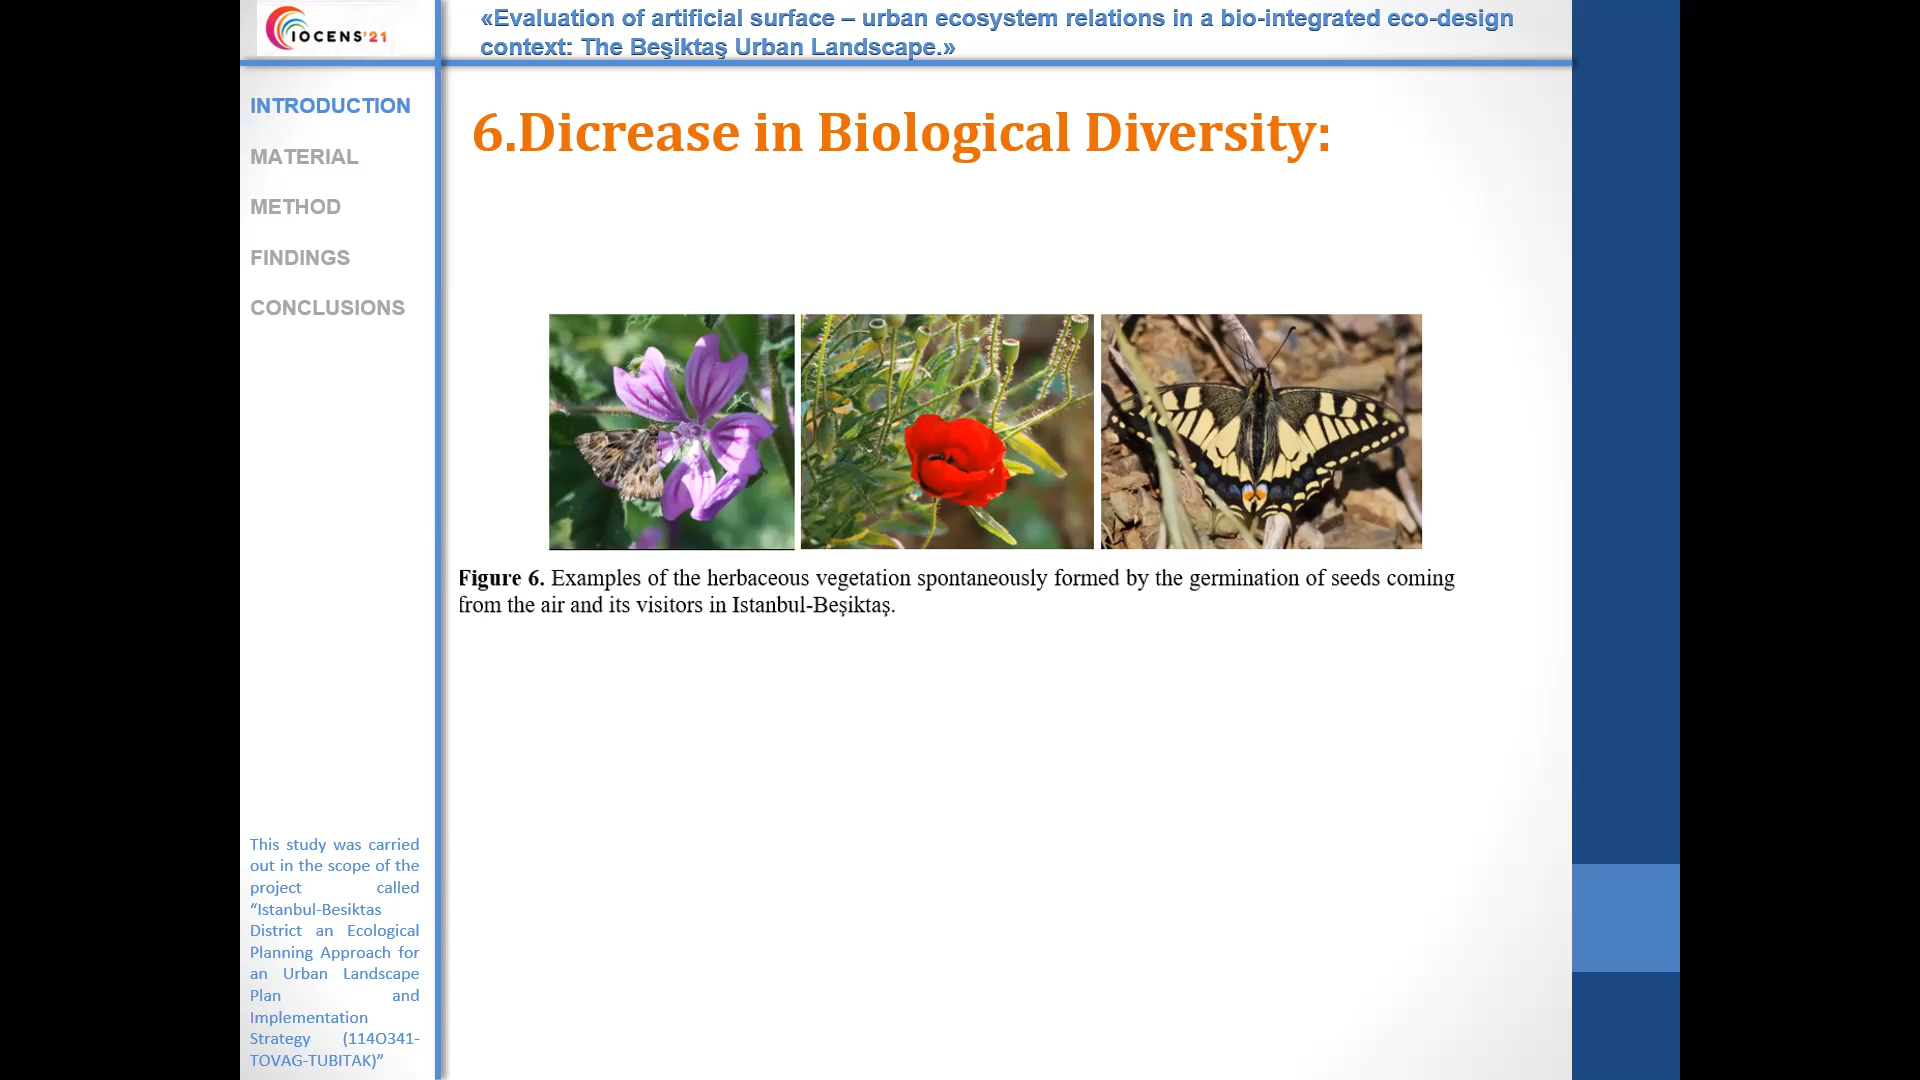 IOCENS'21
«Evaluation of artificial surface – urban ecosystem relations in a bio-integrated eco-design
context: The Beşiktaş Urban Landscape.»
INTRODUCTION
MATERIAL
METHOD
FINDINGS
CONCLUSIONS
6.Dicrease in Biological Diversity:
Figure 6. Examples of the herbaceous vegetation spontaneously formed by the germination of seeds coming
from the air and its visitors in Istanbul-Beşiktaş.
This study was carried
out in the scope of the
project called
“Istanbul-Besiktas
District an Ecological
Planning Approach for
an Urban Landscape
Plan and
Implementation
Strategy (114O341-
TOVAG-TUBITAK)”